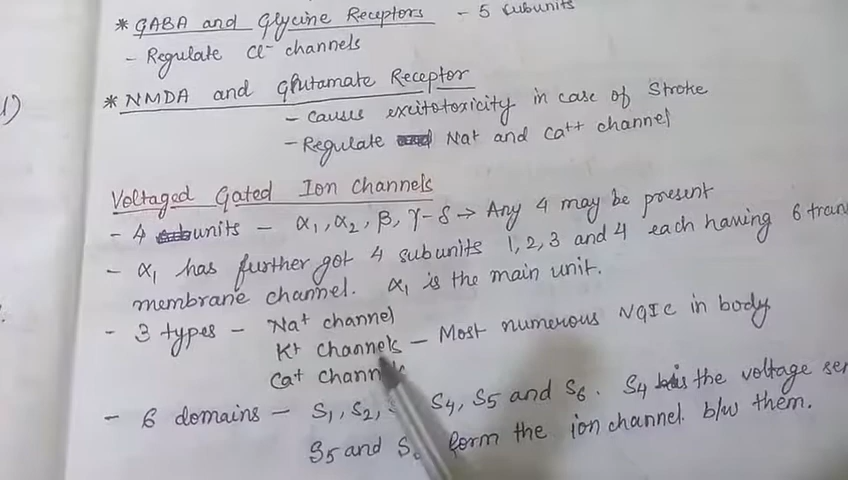 * GABA and Glycine Receptors - 5 subunits
- Regulate Cl⁻ channels
1)
* NMDA and Glutamate Receptor
- Causes excitotoxicity in case of Stroke
- Regulate Na+ and Ca++ channel
Voltaged Gated Ion Channels
- 4 units - α₁, α₂, β, γ-δ → Any 4 may be present
- α₁ has further got 4 subunits 1, 2, 3 and 4 each having 6 tran
membrane channel. α₁ is the main unit.
- 3 types - Na+ channel
K+ channels - Most numerous VGIC in body
Ca+ chann
- 6 domains - S₁, S₂, S₄, S₅ and S₆. S₄ is the voltage sen
S₅ and S₆ form the ion channel b/w them.